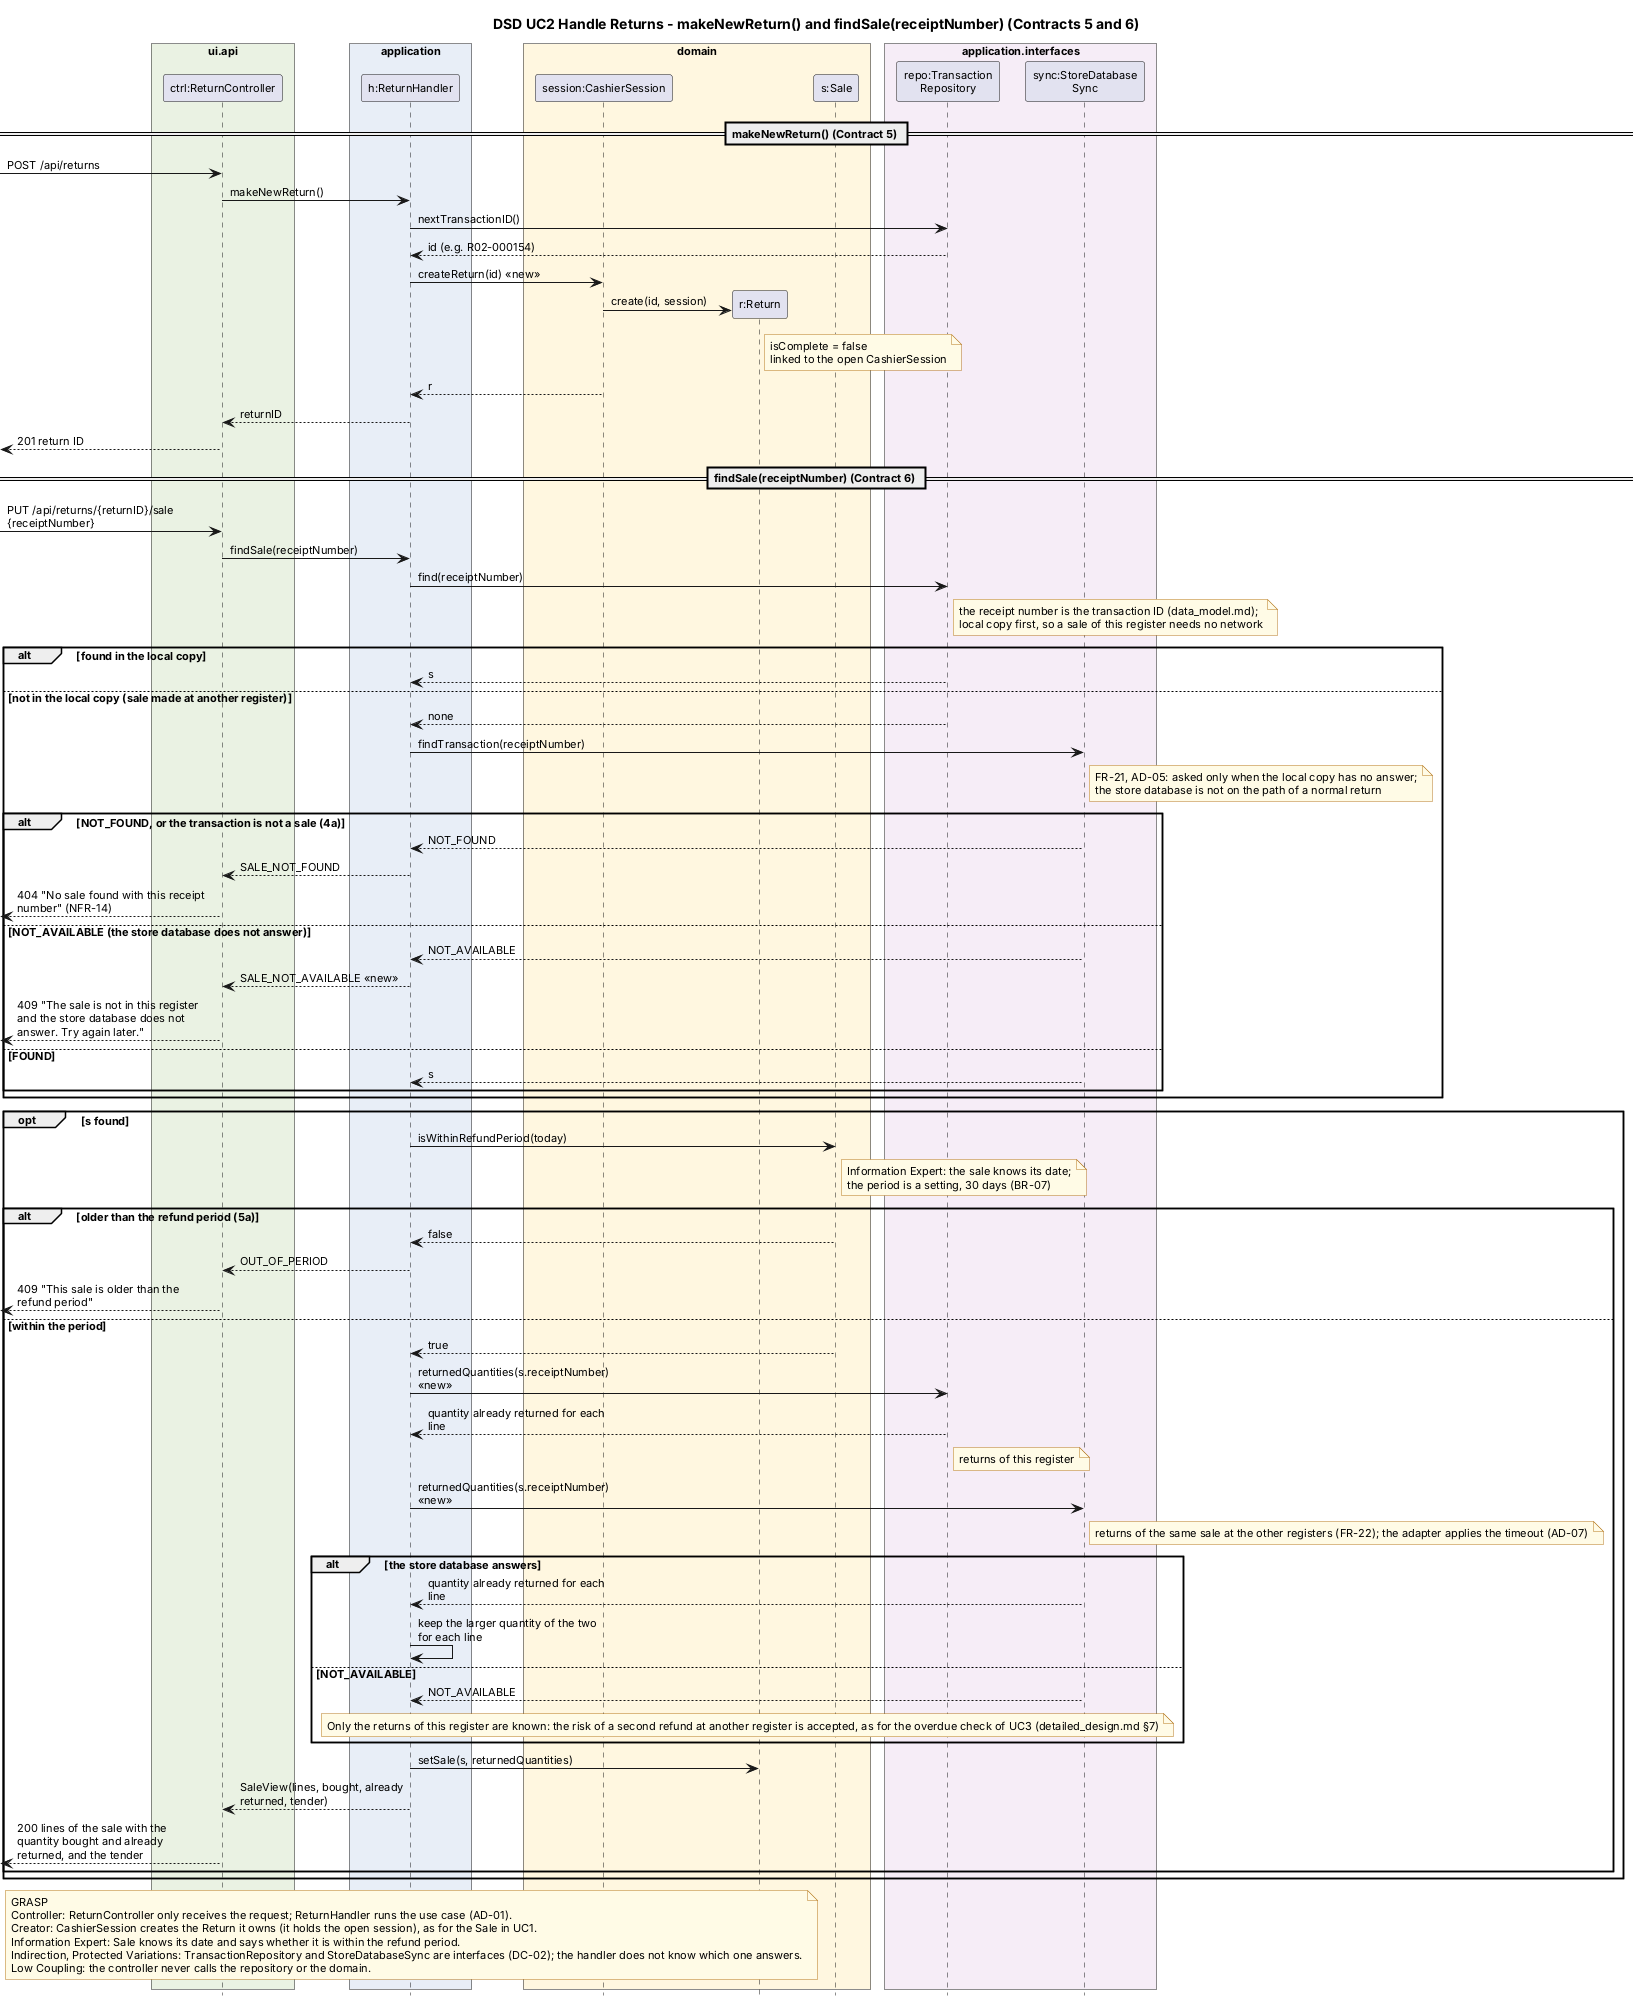 DSD UC2 Handle Returns - makeNewReturn() and findSale(receiptNumber) (Contracts 5 and 6)
ui.api
application
domain
application.interfaces
ctrl:ReturnController
h:ReturnHandler
session:CashierSession
s:Sale
repo:Transaction
Repository
sync:StoreDatabase
Sync
makeNewReturn() (Contract 5)
POST /api/returns
makeNewReturn()
nextTransactionID()
id (e.g. R02-000154)
createReturn(id) «new»
create(id, session)
r:Return
isComplete = false
linked to the open CashierSession
r
returnID
201 return ID
findSale(receiptNumber) (Contract 6)
PUT /api/returns/{returnID}/sale
{receiptNumber}
findSale(receiptNumber)
find(receiptNumber)
the receipt number is the transaction ID (data_model.md);
local copy first, so a sale of this register needs no network
alt
[found in the local copy]
s
[not in the local copy (sale made at another register)]
none
findTransaction(receiptNumber)
FR-21, AD-05: asked only when the local copy has no answer;
the store database is not on the path of a normal return
alt
[NOT_FOUND, or the transaction is not a sale (4a)]
NOT_FOUND
SALE_NOT_FOUND
404 "No sale found with this receipt
number" (NFR-14)
[NOT_AVAILABLE (the store database does not answer)]
NOT_AVAILABLE
SALE_NOT_AVAILABLE «new»
409 "The sale is not in this register
and the store database does not
answer. Try again later."
[FOUND]
s
opt
[s found]
isWithinRefundPeriod(today)
Information Expert: the sale knows its date;
the period is a setting, 30 days (BR-07)
alt
[older than the refund period (5a)]
false
OUT_OF_PERIOD
409 "This sale is older than the
refund period"
[within the period]
true
returnedQuantities(s.receiptNumber)
«new»
quantity already returned for each
line
returns of this register
returnedQuantities(s.receiptNumber)
«new»
returns of the same sale at the other registers (FR-22); the adapter applies the timeout (AD-07)
alt
[the store database answers]
quantity already returned for each
line
keep the larger quantity of the two
for each line
[NOT_AVAILABLE]
NOT_AVAILABLE
Only the returns of this register are known: the risk of a second refund at another register is accepted, as for the overdue check of UC3 (detailed_design.md §7)
setSale(s, returnedQuantities)
SaleView(lines, bought, already
returned, tender)
200 lines of the sale with the
quantity bought and already
returned, and the tender
GRASP
Controller: ReturnController only receives the request; ReturnHandler runs the use case (AD-01).
Creator: CashierSession creates the Return it owns (it holds the open session), as for the Sale in UC1.
Information Expert: Sale knows its date and says whether it is within the refund period.
Indirection, Protected Variations: TransactionRepository and StoreDatabaseSync are interfaces (DC-02); the handler does not know which one answers.
Low Coupling: the controller never calls the repository or the domain.